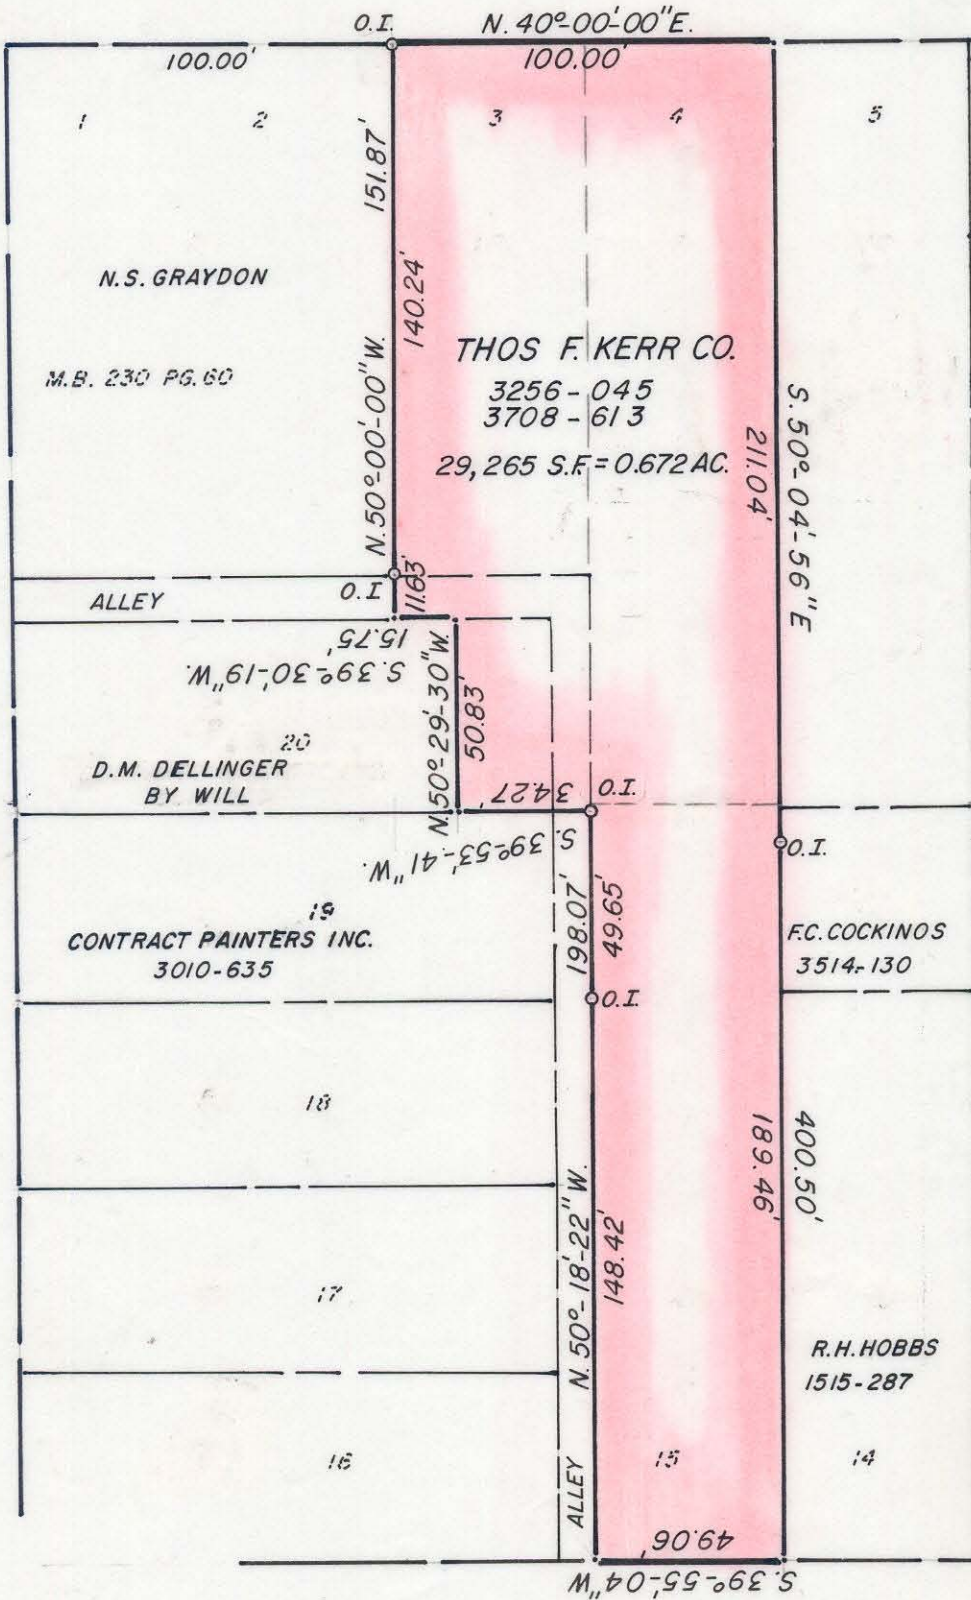 O.I. N. 40°-00'-00"E.
100.00' 100.00'
1 2 3 4 5
151.87'
140.24'
N.50°-00'-00"W.
N.S. GRAYDON
M.B. 230 PG. 60
THOS F. KERR CO.
3256-045
3708-613
29,265 S.F.=0.672 AC.
211.04'
S. 50°-04'-56"E
ALLEY
O.I
11.63'
15.75'
S. 39°-30'-19"W.
N.50°-29'-30"W.
50.83'
20
D.M. DELLINGER
BY WILL
34.27'
O.I.
S. 39°-53'-41"W.
O.I.
198.07'
49.65'
19
CONTRACT PAINTERS INC.
3010-635
F.C. COCKINOS
3514-130
O.I.
18
400.50'
189.46'
N. 50°-18'-22"W.
148.42'
17
R.H. HOBBS
1515-287
16
ALLEY
15
14
49.06'
S. 39°-55'-04"W